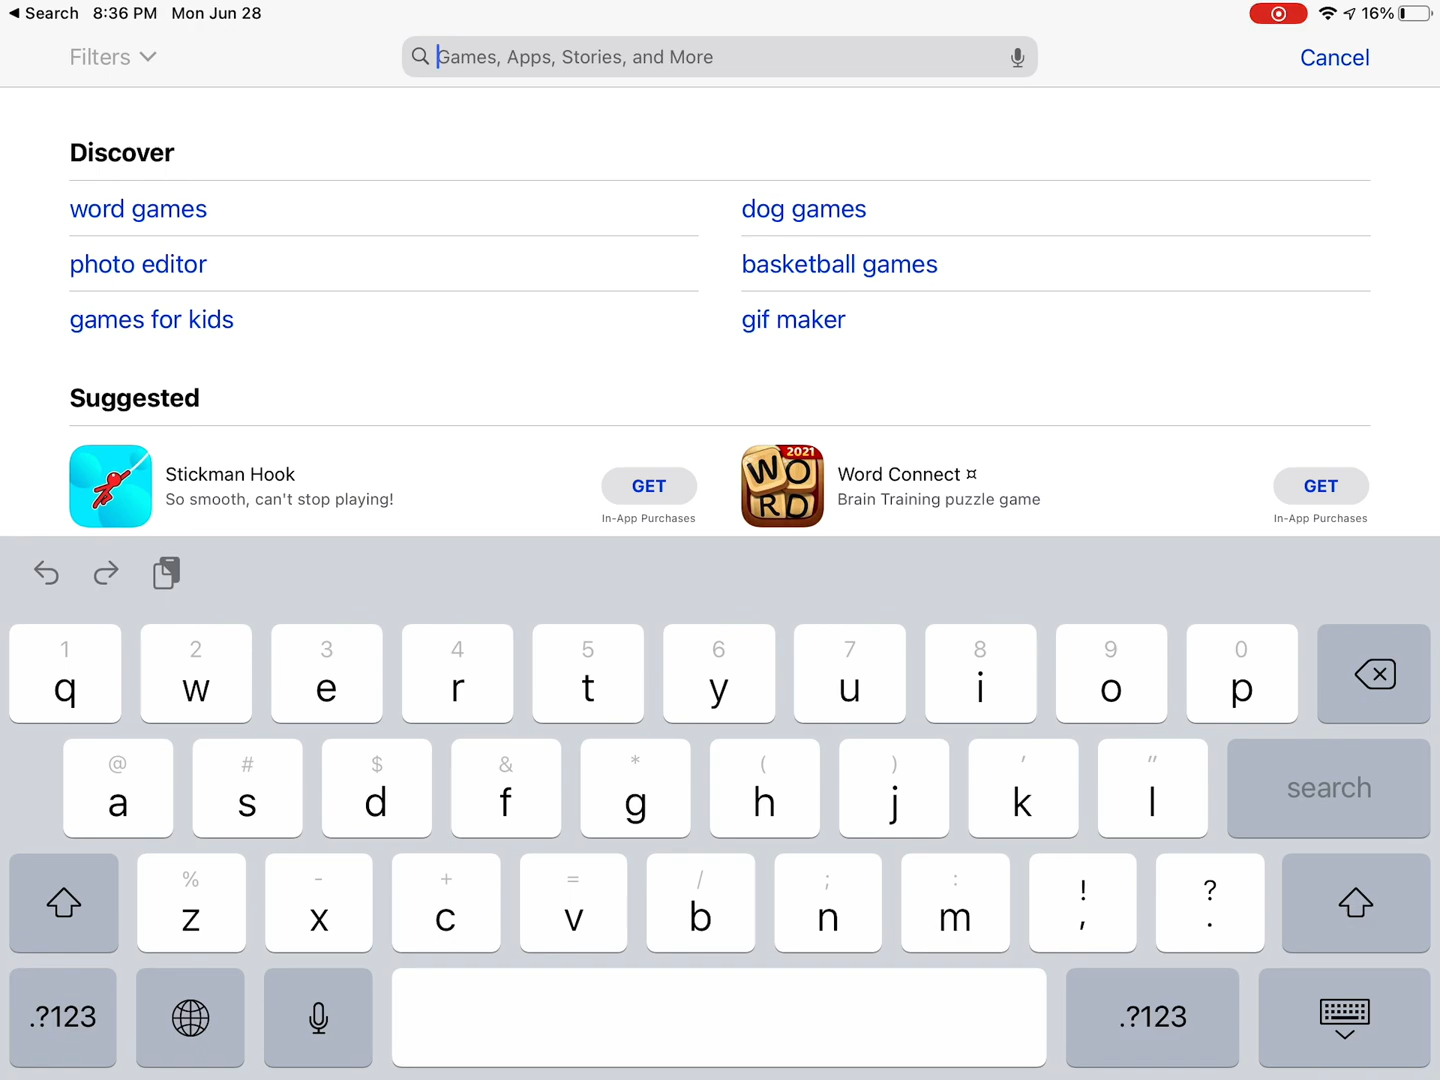 ◀ Search 8:36 PM Mon Jun 28 16%
Filters Games, Apps, Stories, and More Cancel
Discover
word games dog games
photo editor basketball games
games for kids gif maker
Suggested
Stickman Hook
So smooth, can't stop playing!
GET
In-App Purchases
2021
WO
RD
Word Connect ¤
Brain Training puzzle game
GET
In-App Purchases
1 2 3 4 5 6 7 8 9 0
q w e r t y u i o p
@ # $ & * ( ) ' "
a s d f g h j k l search
% - + = / ; : ! ?
z x c v b n m , .
.?123 .?123